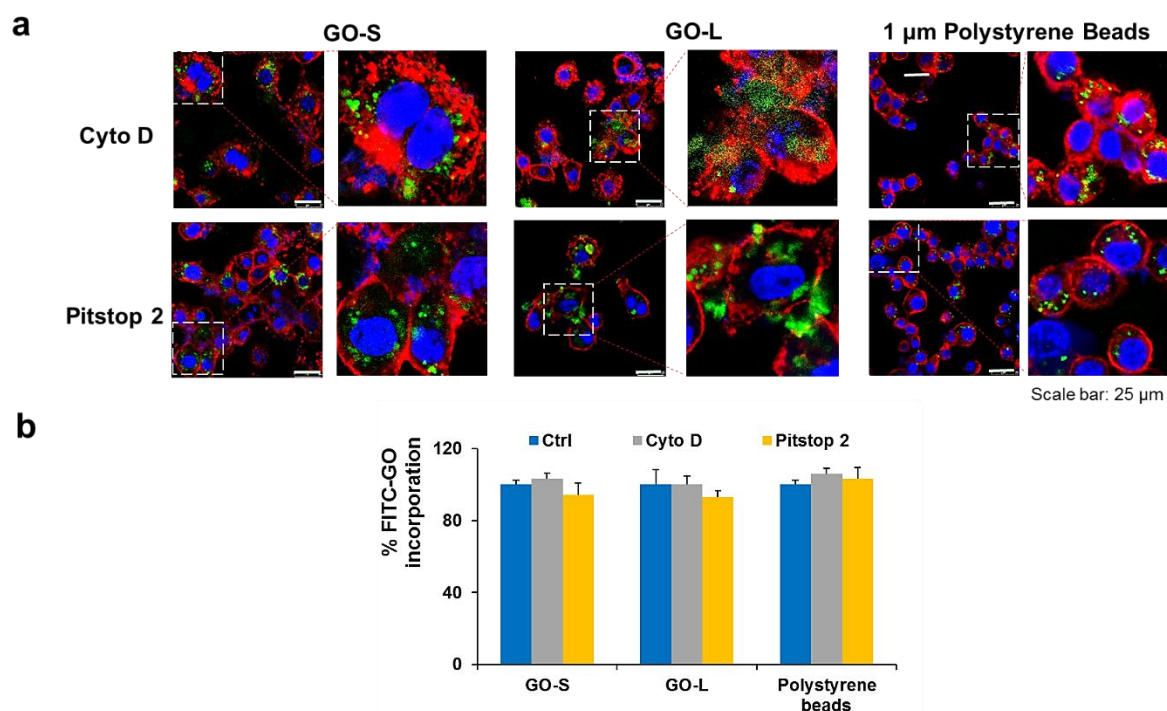 a
GO-S GO-L 1 µm Polystyrene Beads
Cyto D
Pitstop 2
Scale bar: 25 µm
b
Ctrl Cyto D Pitstop 2
% FITC-GO
incorporation
120
80
40
0
GO-S GO-L Polystyrene
beads